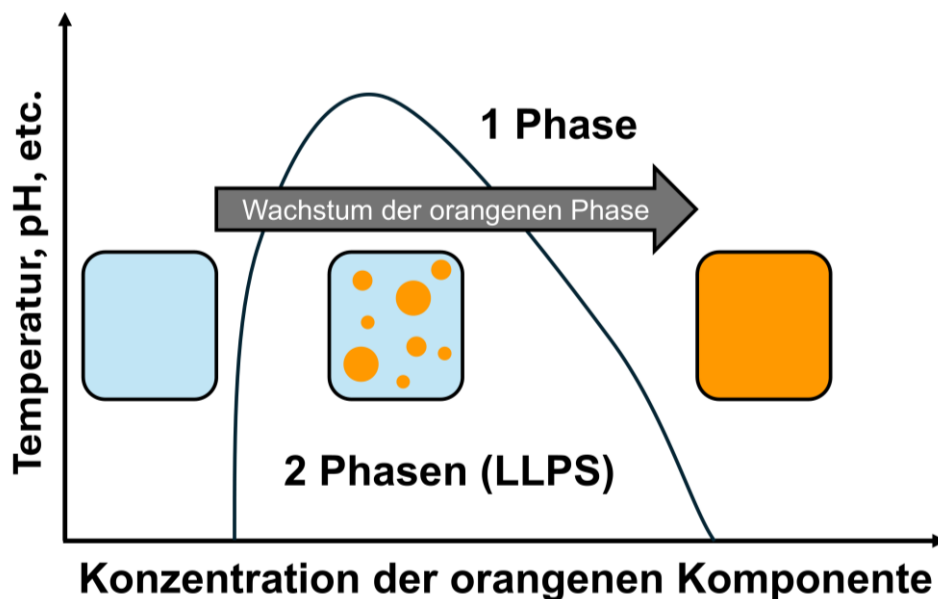 Temperatur, pH, etc.
1 Phase
Wachstum der orangenen Phase
2 Phasen (LLPS)
Konzentration der orangenen Komponente